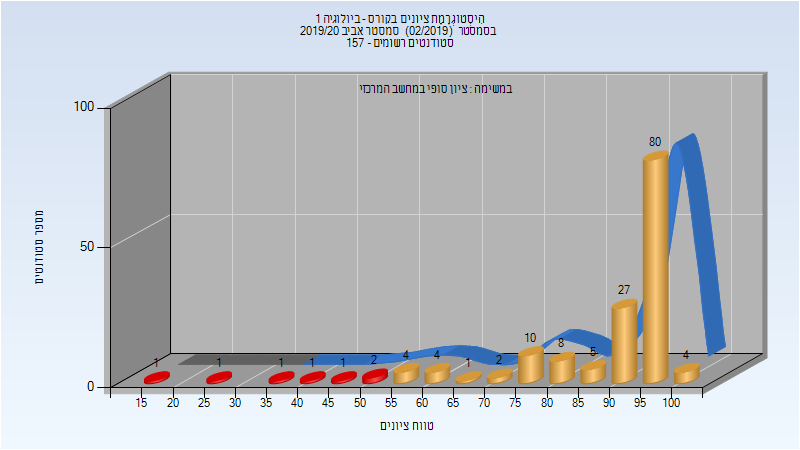 היסטוגרמת ציונים בקורס - ביולוגיה 1
בסמסטר (02/2019) סמסטר אביב 2019/20
סטודנטים רשומים - 157
במשימה : ציון סופי במחשב המרכזי
מספר סטודנטים
100
50
0
1
1
1
1
1
2
4
4
1
2
10
8
5
27
80
4
15 20 25 30 35 40 45 50 55 60 65 70 75 80 85 90 95 100
טווח ציונים